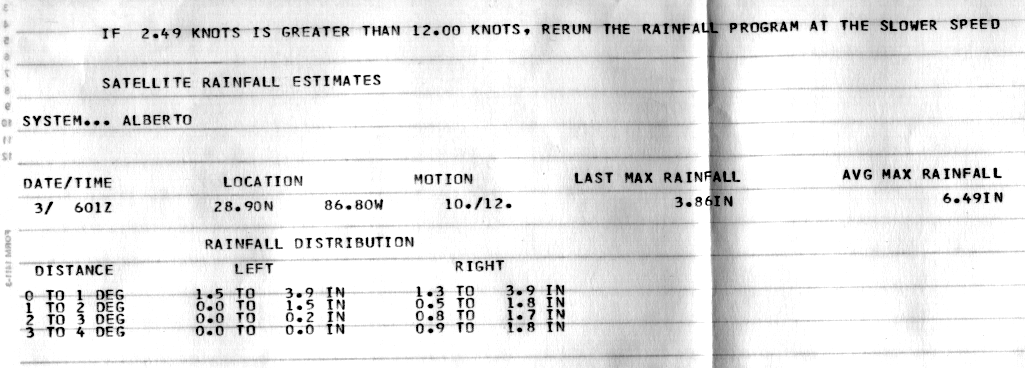 IF 2.49 KNOTS IS GREATER THAN 12.00 KNOTS, RERUN THE RAINFALL PROGRAM AT THE SLOWER SPEED
SATELLITE RAINFALL ESTIMATES
SYSTEM... ALBERTO
DATE/TIME LOCATION MOTION LAST MAX RAINFALL AVG MAX RAINFALL
3/ 601Z 28.90N 86.80W 10./12. 3.86IN 6.49IN
RAINFALL DISTRIBUTION
DISTANCE LEFT RIGHT
0 TO 1 DEG 1.5 TO 3.9 IN 1.3 TO 3.9 IN
1 TO 2 DEG 0.0 TO 1.5 IN 0.5 TO 1.8 IN
2 TO 3 DEG 0.0 TO 0.2 IN 0.8 TO 1.7 IN
3 TO 4 DEG 0.0 TO 0.0 IN 0.9 TO 1.8 IN